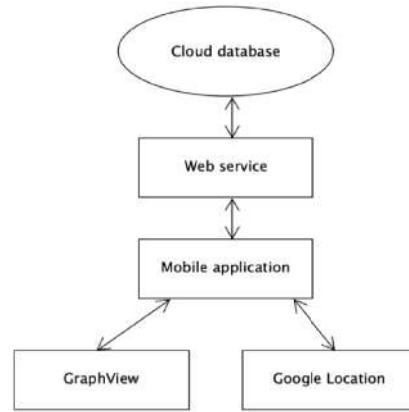 Cloud database
Web service
Mobile application
GraphView
Google Location